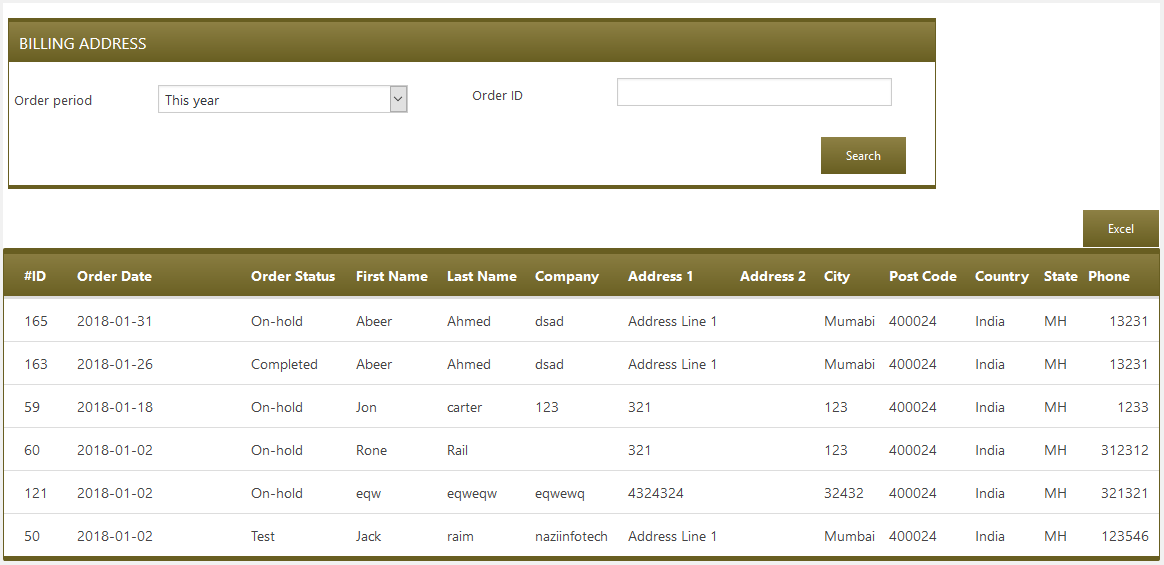 BILLING ADDRESS
Order period This year Order ID
Search
Excel
#ID Order Date Order Status First Name Last Name Company Address 1 Address 2 City Post Code Country State Phone
165 2018-01-31 On-hold Abeer Ahmed dsad Address Line 1 Mumabi 400024 India MH 13231
163 2018-01-26 Completed Abeer Ahmed dsad Address Line 1 Mumabi 400024 India MH 13231
59 2018-01-18 On-hold Jon carter 123 321 123 400024 India MH 1233
60 2018-01-02 On-hold Rone Rail 321 123 400024 India MH 312312
121 2018-01-02 On-hold eqw eqweqw eqwewq 4324324 32432 400024 India MH 321321
50 2018-01-02 Test Jack raim naziinfotech Address Line 1 Mumbai 400024 India MH 123546